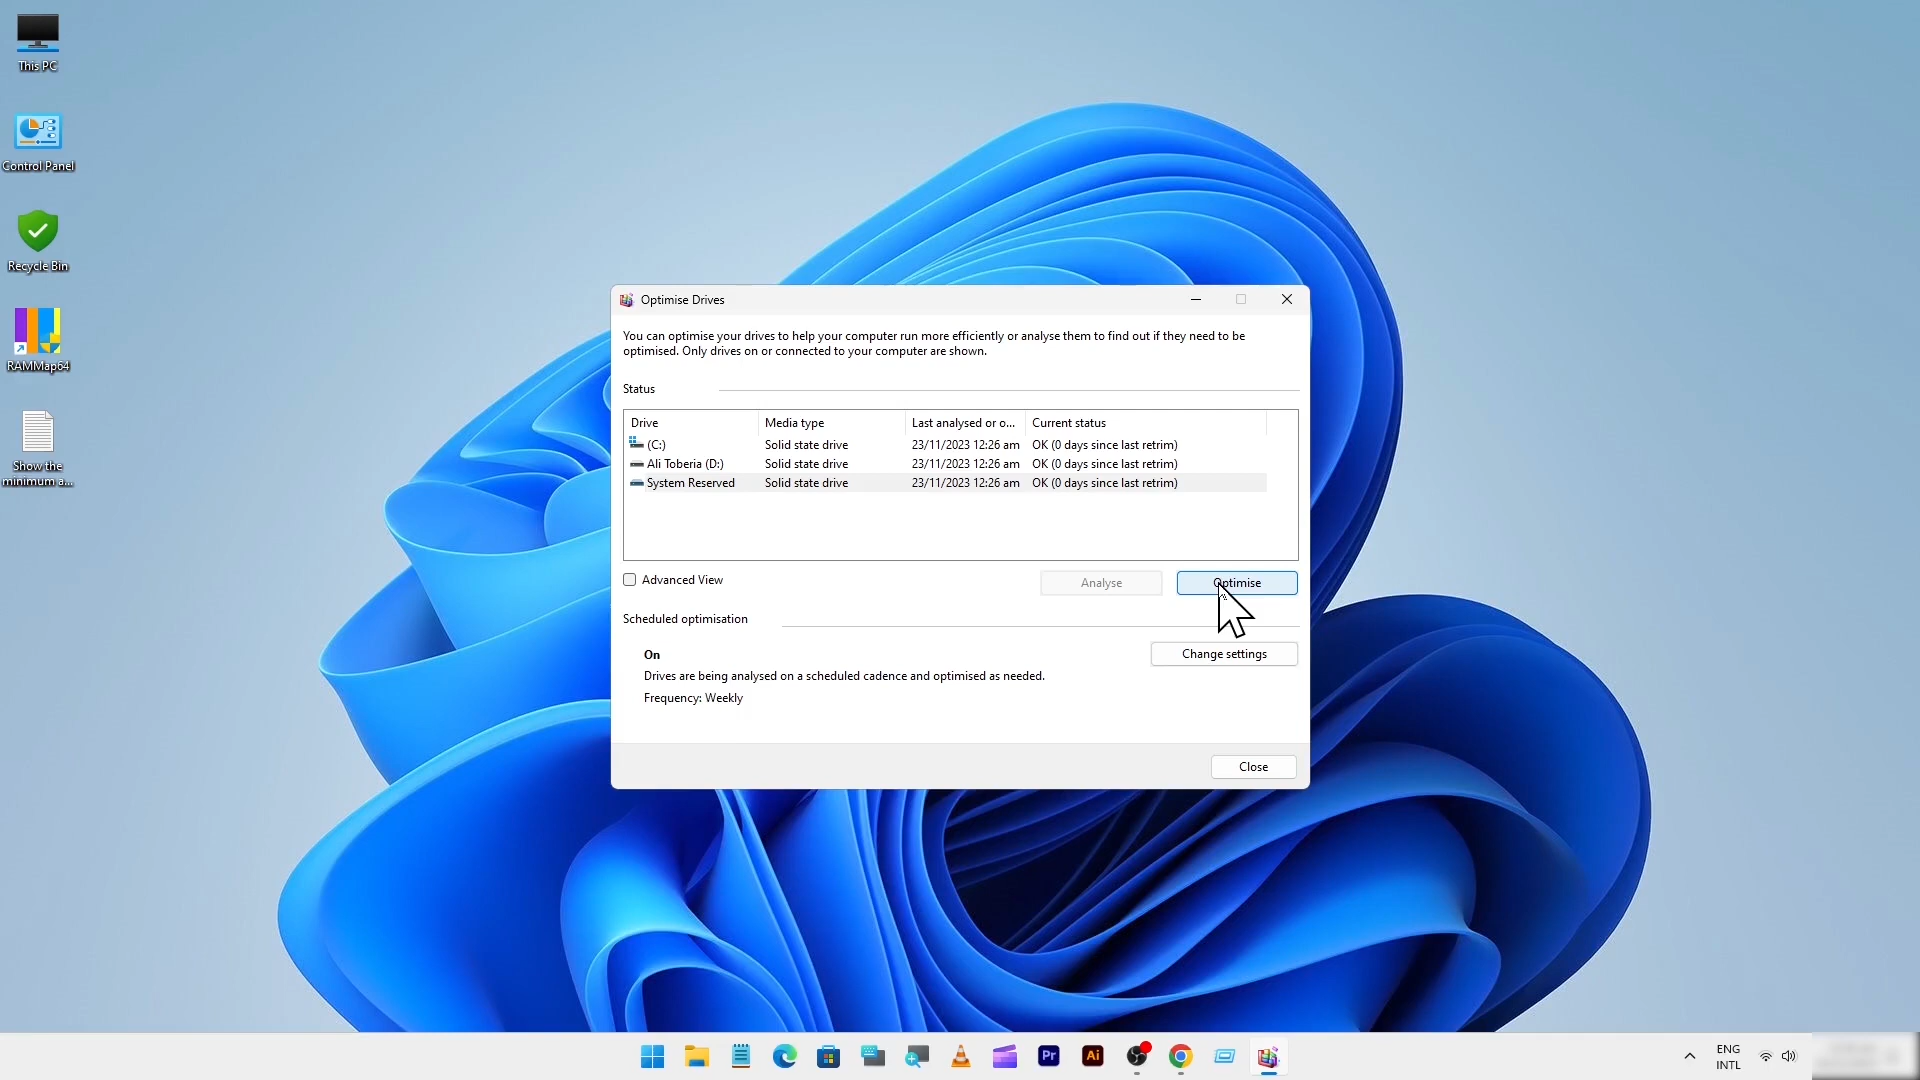 This PC
Control Panel
Recycle Bin
RAMMap64
Show the
minimum a...
Optimise Drives
You can optimise your drives to help your computer run more efficiently or analyse them to find out if they need to be
optimised. Only drives on or connected to your computer are shown.
Status
Drive Media type Last analysed or o... Current status
(C:) Solid state drive 23/11/2023 12:26 am OK (0 days since last retrim)
Ali Toberia (D:) Solid state drive 23/11/2023 12:26 am OK (0 days since last retrim)
System Reserved Solid state drive 23/11/2023 12:26 am OK (0 days since last retrim)
Advanced View Analyse Optimise
Scheduled optimisation
On Change settings
Drives are being analysed on a scheduled cadence and optimised as needed.
Frequency: Weekly
Close
Pr Ai
ENG
INTL